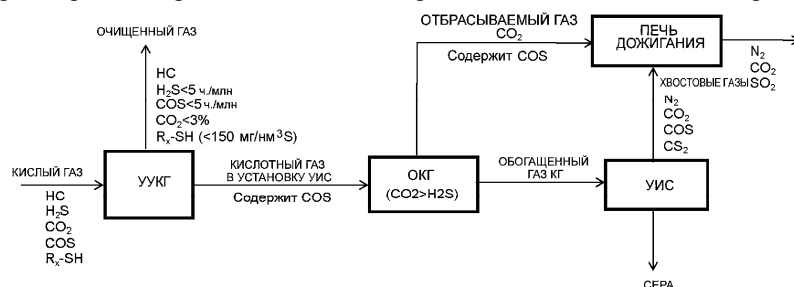 ОЧИЩЕННЫЙ ГАЗ
HC
H₂S<5 ч./млн
COS<5 ч./млн
CO₂<3%
Rₓ-SH (<150 мг/нм³S)
КИСЛЫЙ ГАЗ
HC
H₂S
CO₂
COS
Rₓ-SH
УУКГ
КИСЛОТНЫЙ ГАЗ
В УСТАНОВКУ УИС
Содержит COS
ОКГ
(CO2>H2S)
ОТБРАСЫВАЕМЫЙ ГАЗ
CO₂
Содержит COS
ПЕЧЬ
ДОЖИГАНИЯ
N₂
CO₂
SO₂
ХВОСТОВЫЕ ГАЗЫ
N₂
CO₂
COS
CS₂
ОБОГАЩЕННЫЙ
ГАЗ КГ
УИС
СЕРА